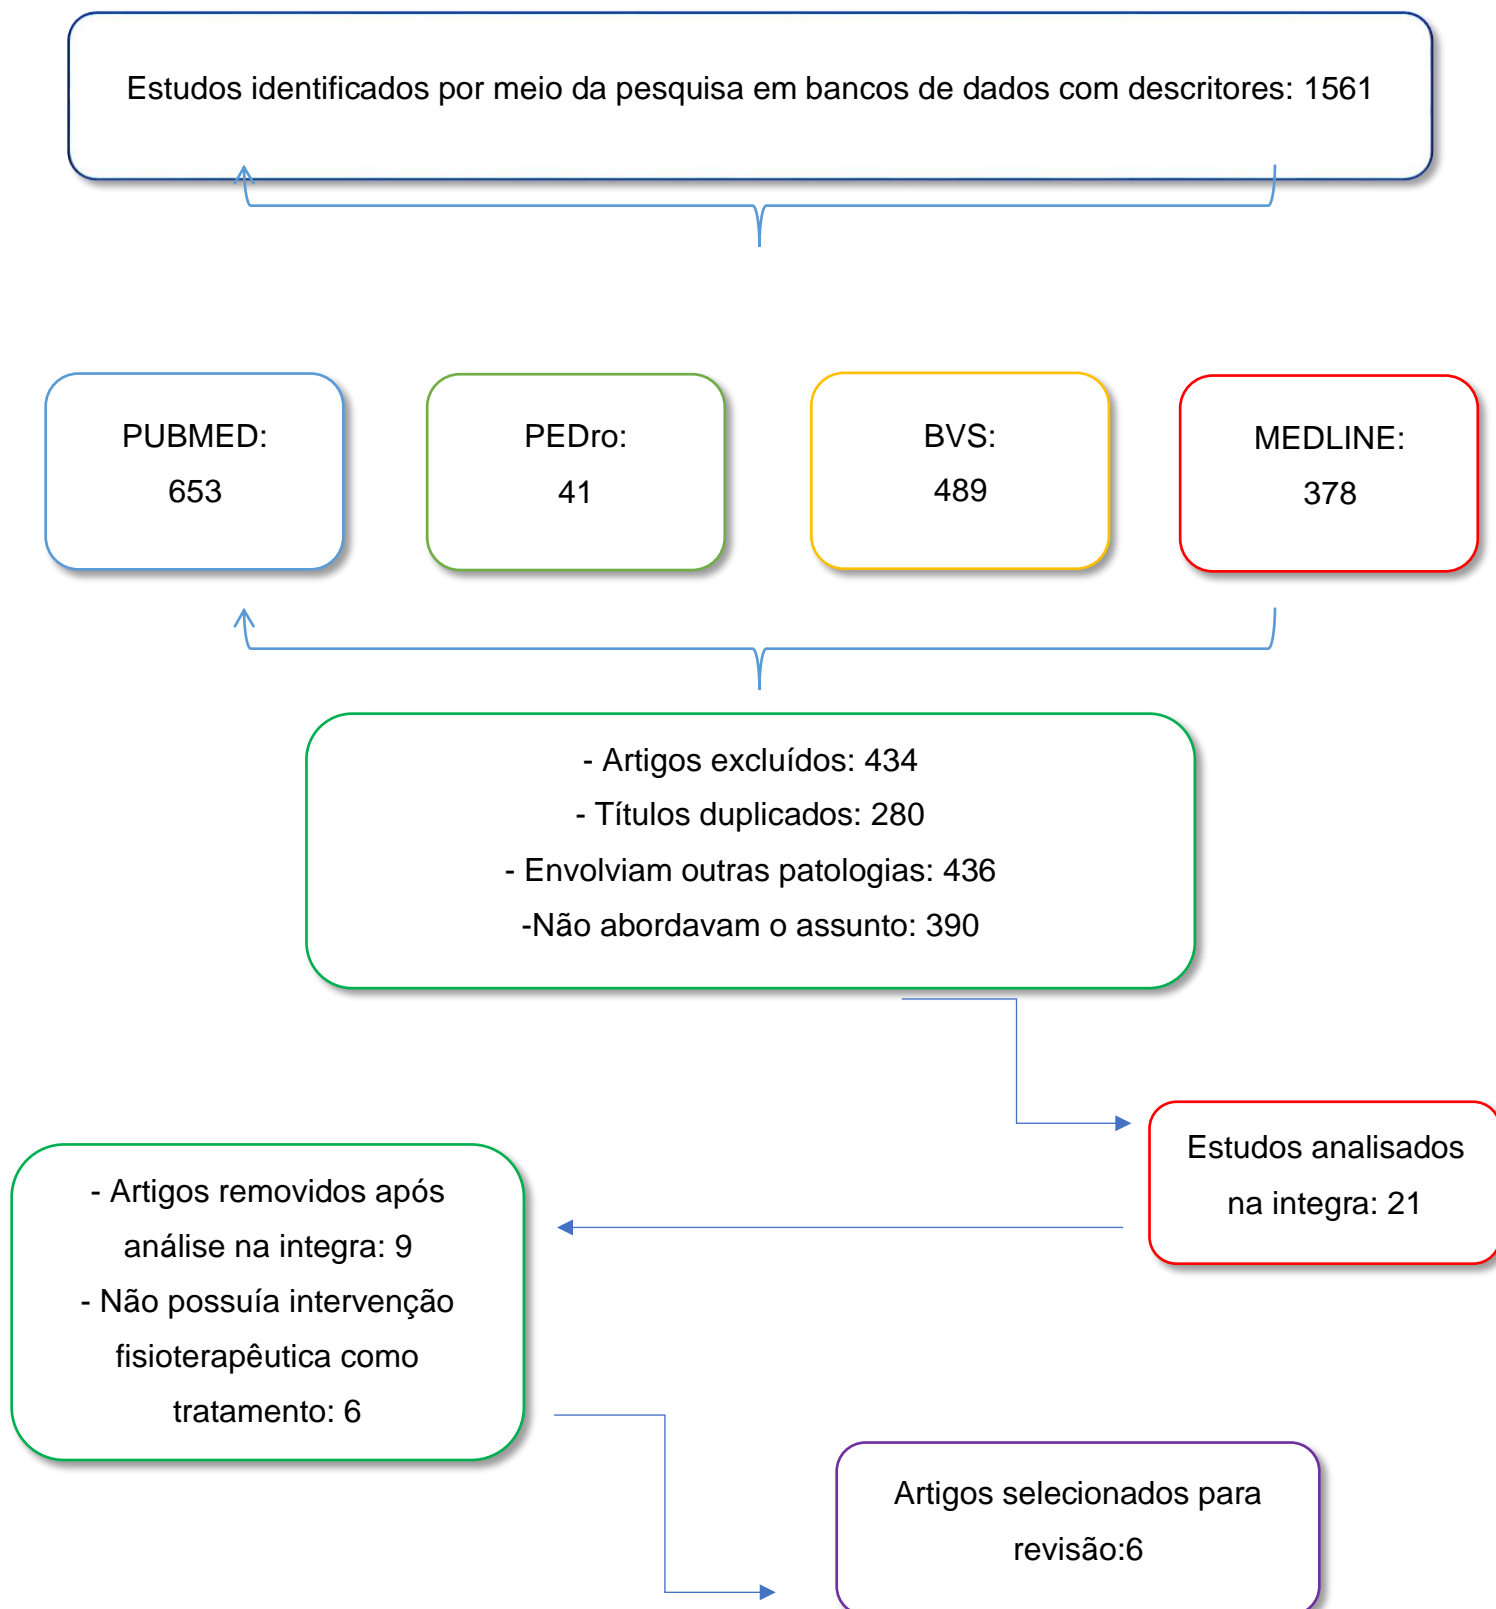 Estudos identificados por meio da pesquisa em bancos de dados com descritores: 1561
PUBMED:
653
PEDro:
41
BVS:
489
MEDLINE:
378
- Artigos excluídos: 434
- Títulos duplicados: 280
- Envolviam outras patologias: 436
-Não abordavam o assunto: 390
Estudos analisados
na integra: 21
- Artigos removidos após
análise na integra: 9
- Não possuía intervenção
fisioterapêutica como
tratamento: 6
Artigos selecionados para
revisão:6